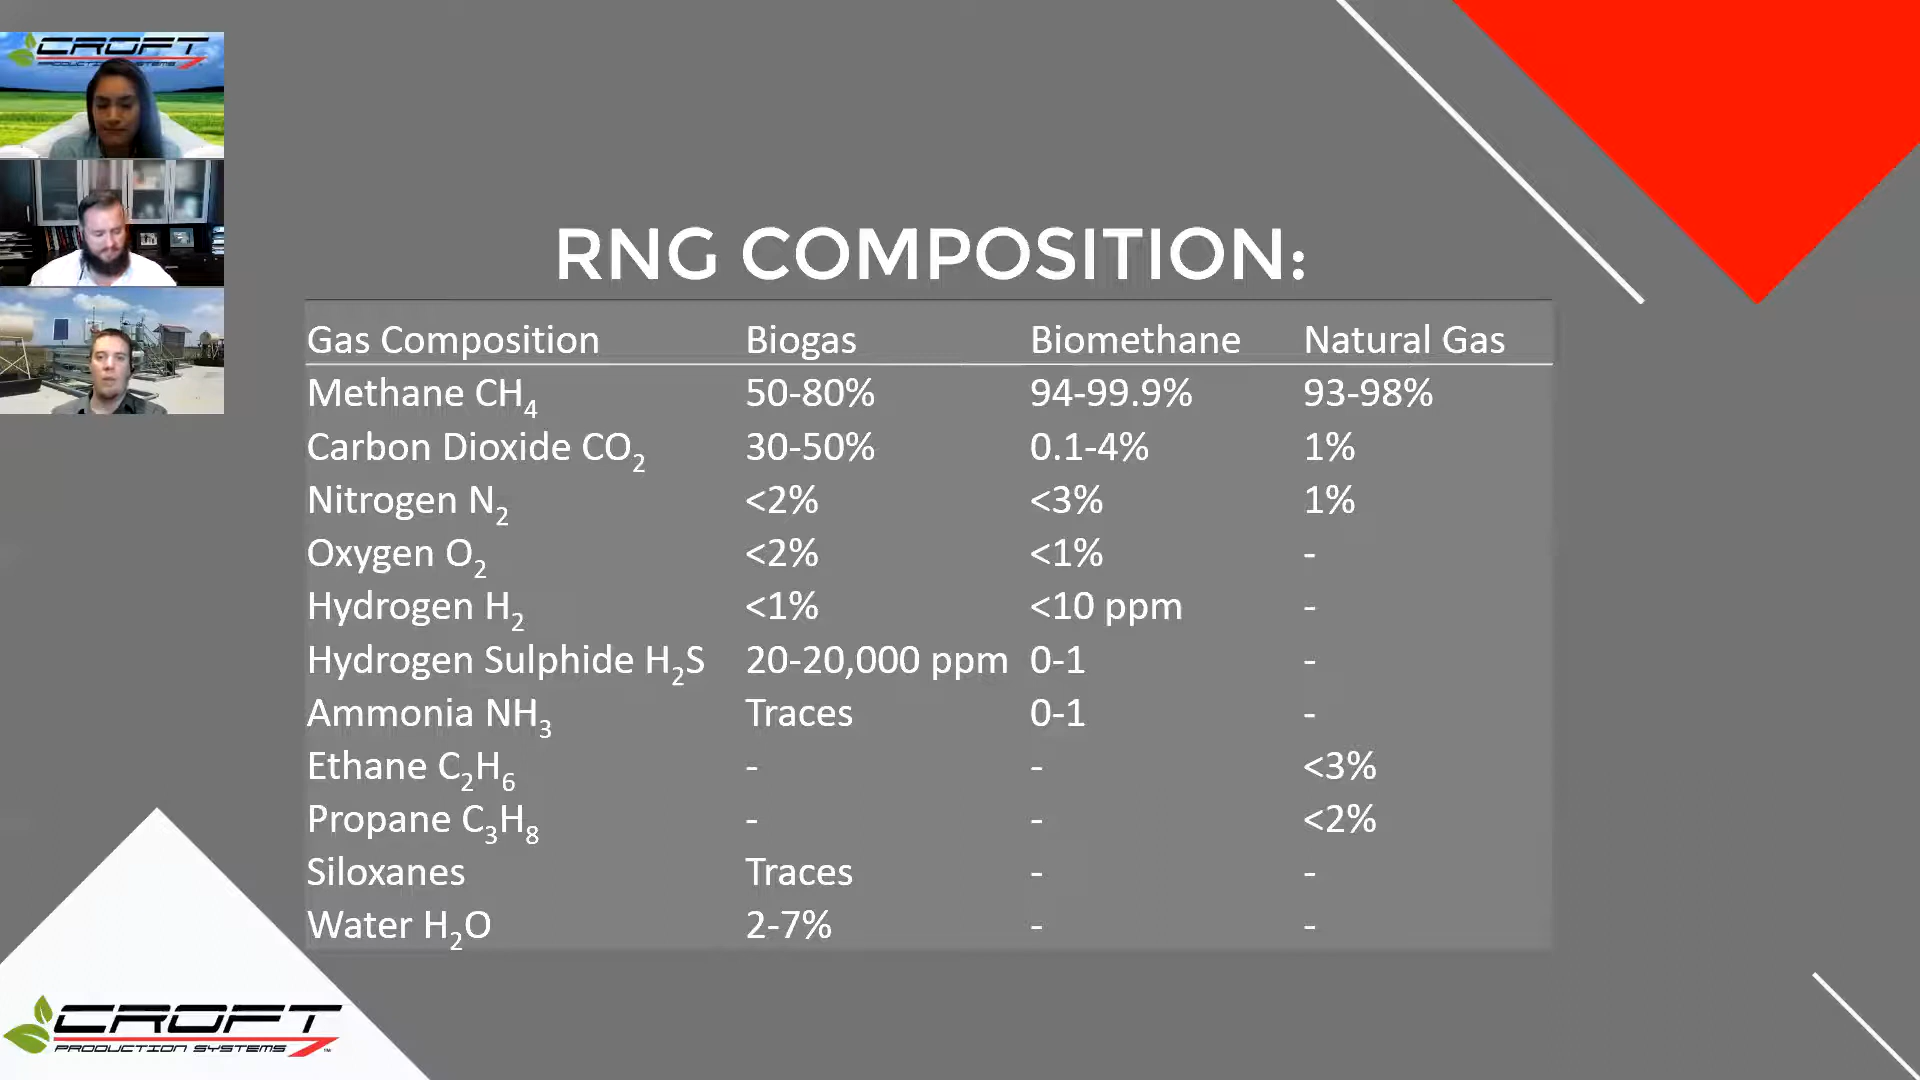 CROFT
PRODUCTION SYSTEMS
RNG COMPOSITION:
Gas Composition Biogas Biomethane Natural Gas
Methane CH4 50-80% 94-99.9% 93-98%
Carbon Dioxide CO2 30-50% 0.1-4% 1%
Nitrogen N2 <2% <3% 1%
Oxygen O2 <2% <1% -
Hydrogen H2 <1% <10 ppm -
Hydrogen Sulphide H2S 20-20,000 ppm 0-1 -
Ammonia NH3 Traces 0-1 -
Ethane C2H6 - - <3%
Propane C3H8 - - <2%
Siloxanes Traces - -
Water H2O 2-7% - -
CROFT
PRODUCTION SYSTEMS™